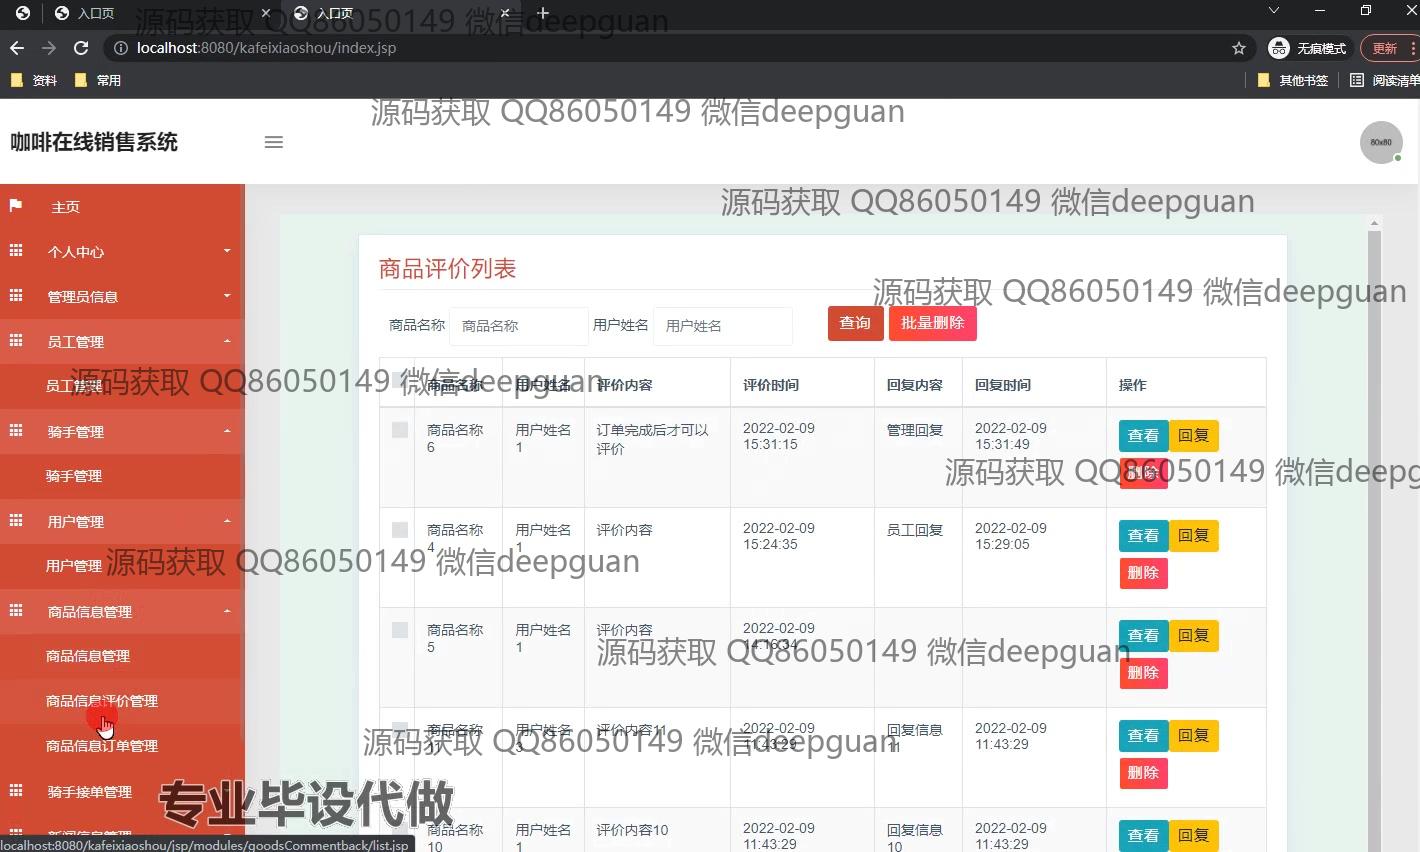 入口页
入口页
源码获取 QQ86050149 微信deepguan
localhost:8080/kafeixiaoshou/index.jsp
无痕模式
更新
资料
常用
其他书签
阅读清单
源码获取 QQ86050149 微信deepguan
咖啡在线销售系统
80x80
源码获取 QQ86050149 微信deepguan
主页
个人中心
管理员信息
员工管理
员工管理
骑手管理
骑手管理
用户管理
用户管理
商品信息管理
商品信息管理
商品信息评价管理
商品信息订单管理
骑手接单管理
新闻信息管理
商品评价列表
源码获取 QQ86050149 微信deepguan
商品名称 商品名称 用户姓名 用户姓名 查询 批量删除
源码获取 QQ86050149 微信deepguan
商品名称 用户姓名 评价内容 评价时间 回复内容 回复时间 操作
商品名称6 用户姓名1 订单完成后才可以评价 2022-02-09 15:31:15 管理回复 2022-02-09 15:31:49 查看 回复 删除
源码获取 QQ86050149 微信deepg
商品名称4 用户姓名1 评价内容 2022-02-09 15:24:35 员工回复 2022-02-09 15:29:05 查看 回复 删除
源码获取 QQ86050149 微信deepguan
商品名称5 用户姓名1 评价内容 2022-02-09 14:16:34 查看 回复 删除
源码获取 QQ86050149 微信deepguan
商品名称11 用户姓名3 评价内容11 2022-02-09 11:43:29 回复信息11 2022-02-09 11:43:29 查看 回复 删除
源码获取 QQ86050149 微信deepguan
商品名称10 用户姓名1 评价内容10 2022-02-09 11:43:29 回复信息10 2022-02-09 11:43:29 查看 回复
专业毕设代做
localhost:8080/kafeixiaoshou/jsp/modules/goodsCommentback/list.jsp